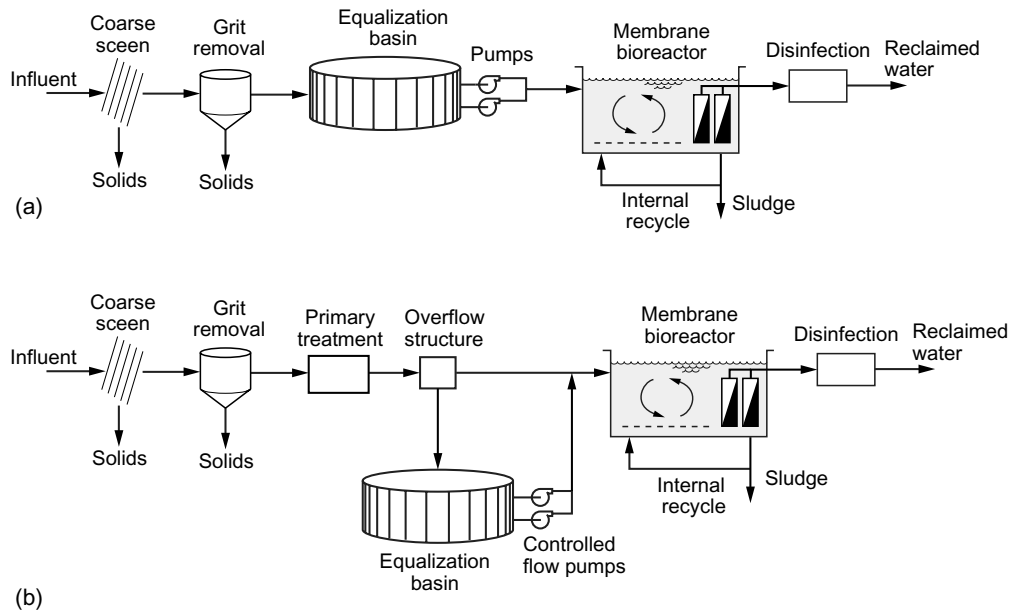 Coarse
sceen
Grit
removal
Equalization
basin
Pumps
Membrane
bioreactor
Disinfection
Reclaimed
water
Influent
Solids
Solids
Internal
recycle
Sludge
(a)
Coarse
sceen
Grit
removal
Primary
treatment
Overflow
structure
Membrane
bioreactor
Disinfection
Reclaimed
water
Influent
Solids
Solids
Internal
recycle
Sludge
Equalization
basin
Controlled
flow pumps
(b)